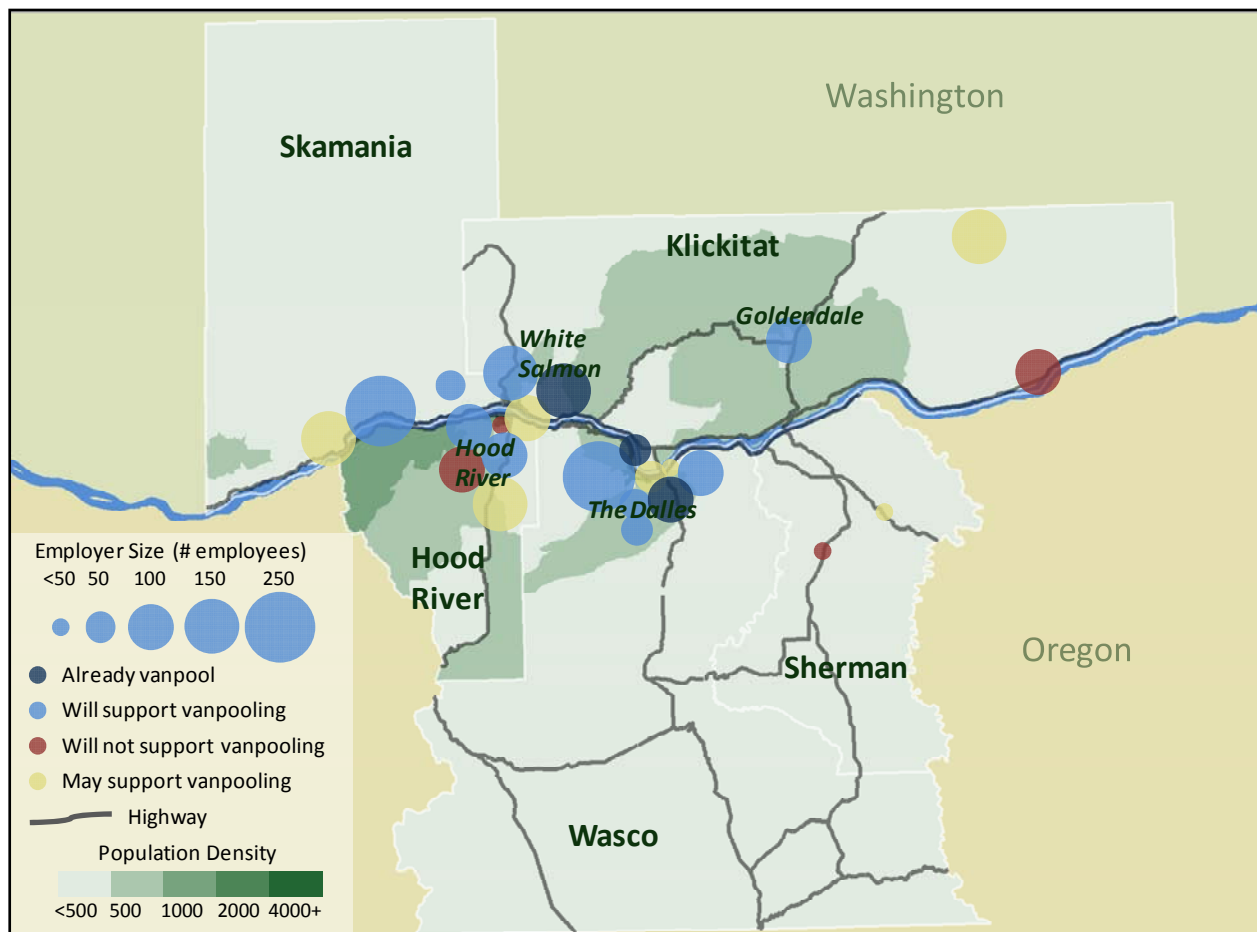 Washington
Skamania
Klickitat
Goldendale
White
Salmon
Hood
River
The Dalles
Hood
River
Sherman
Oregon
Wasco
Employer Size (# employees)
<50 50 100 150 250
Already vanpool
Will support vanpooling
Will not support vanpooling
May support vanpooling
Highway
Population Density
<500 500 1000 2000 4000+